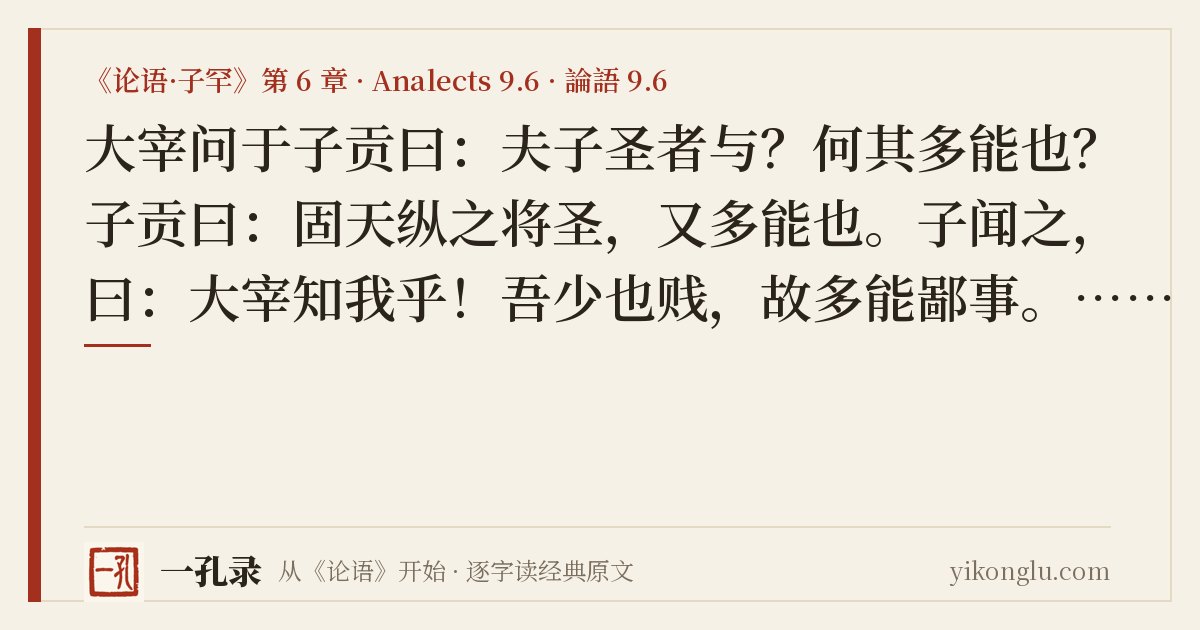 《论语·子罕》第 6 章 · Analects 9.6 · 論語 9.6
大宰问于子贡曰：夫子圣者与？何其多能也？
子贡曰：固天纵之将圣，又多能也。子闻之，
曰：大宰知我乎！吾少也贱，故多能鄙事。……
一孔
一孔录 从《论语》开始 · 逐字读经典原文 yikonglu.com